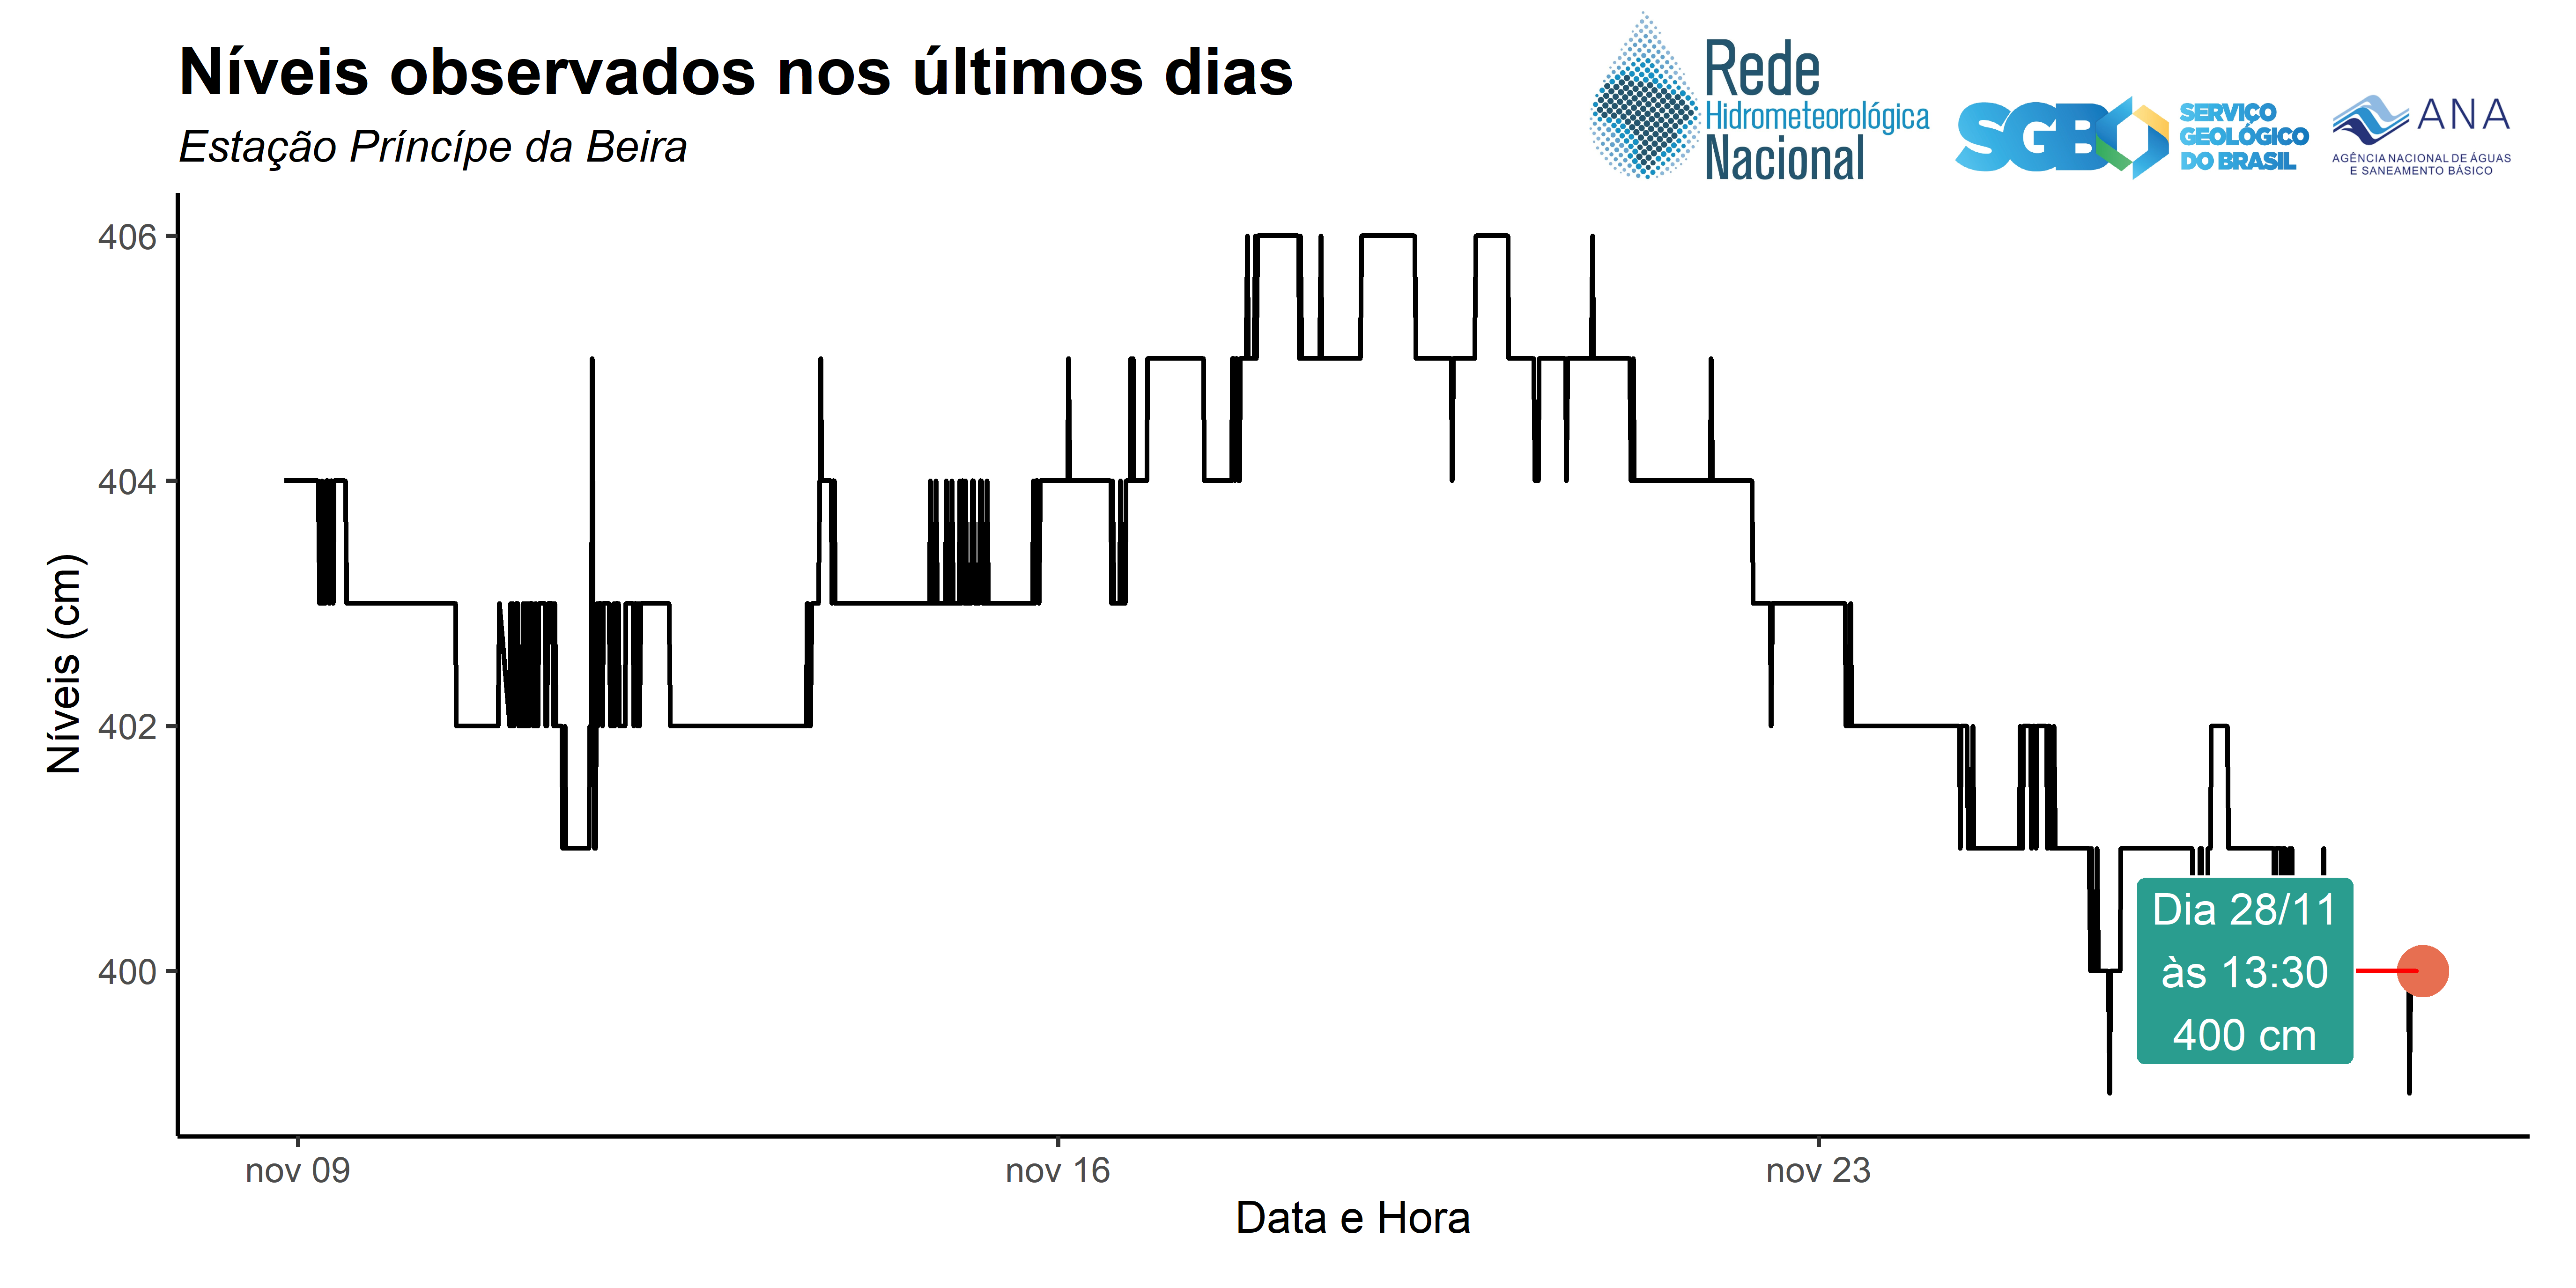 Níveis observados nos últimos dias
Estação Príncípe da Beira
Rede
Hidrometeorológica
Nacional
SGB
SERVIÇO
GEOLÓGICO
DO BRASIL
ANA
AGÊNCIA NACIONAL DE ÁGUAS
E SANEAMENTO BÁSICO
Níveis (cm)
406
404
402
400
Dia 28/11
às 13:30
400 cm
nov 09
nov 16
nov 23
Data e Hora